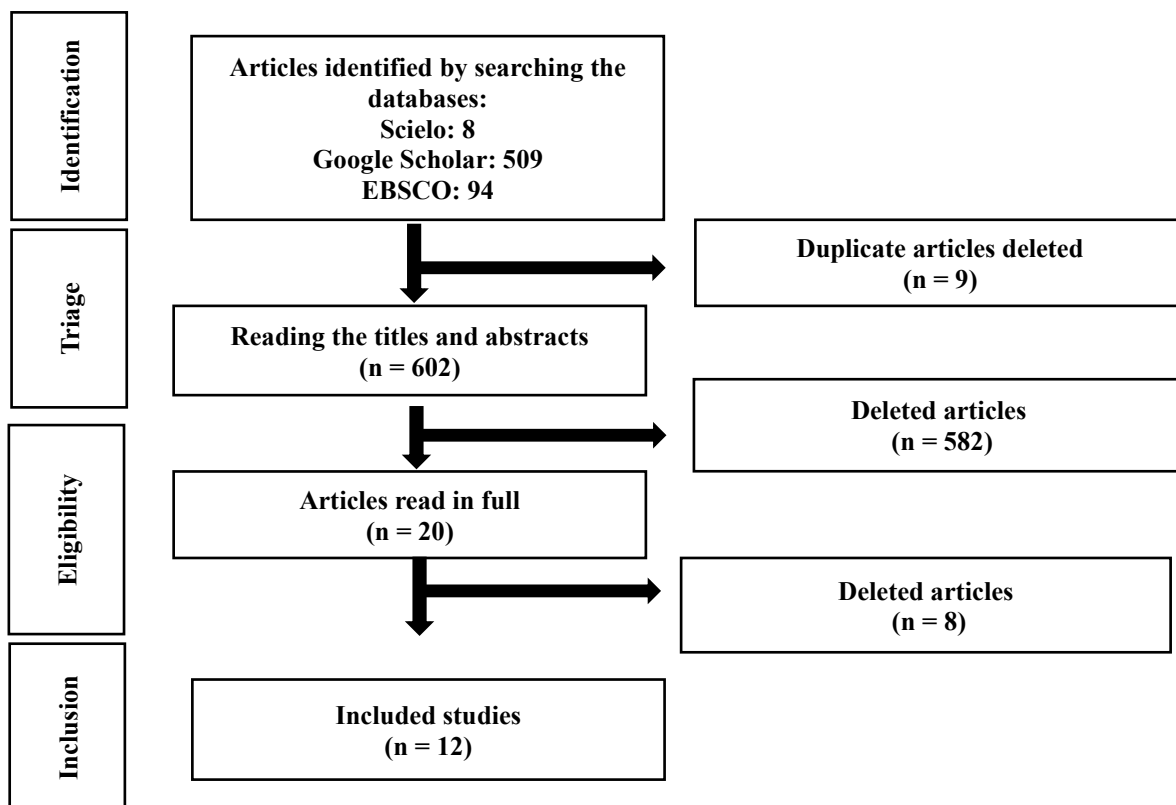 Identification
Articles identified by searching the
databases:
Scielo: 8
Google Scholar: 509
EBSCO: 94
Triage
Duplicate articles deleted
(n = 9)
Reading the titles and abstracts
(n = 602)
Deleted articles
(n = 582)
Eligibility
Articles read in full
(n = 20)
Deleted articles
(n = 8)
Inclusion
Included studies
(n = 12)